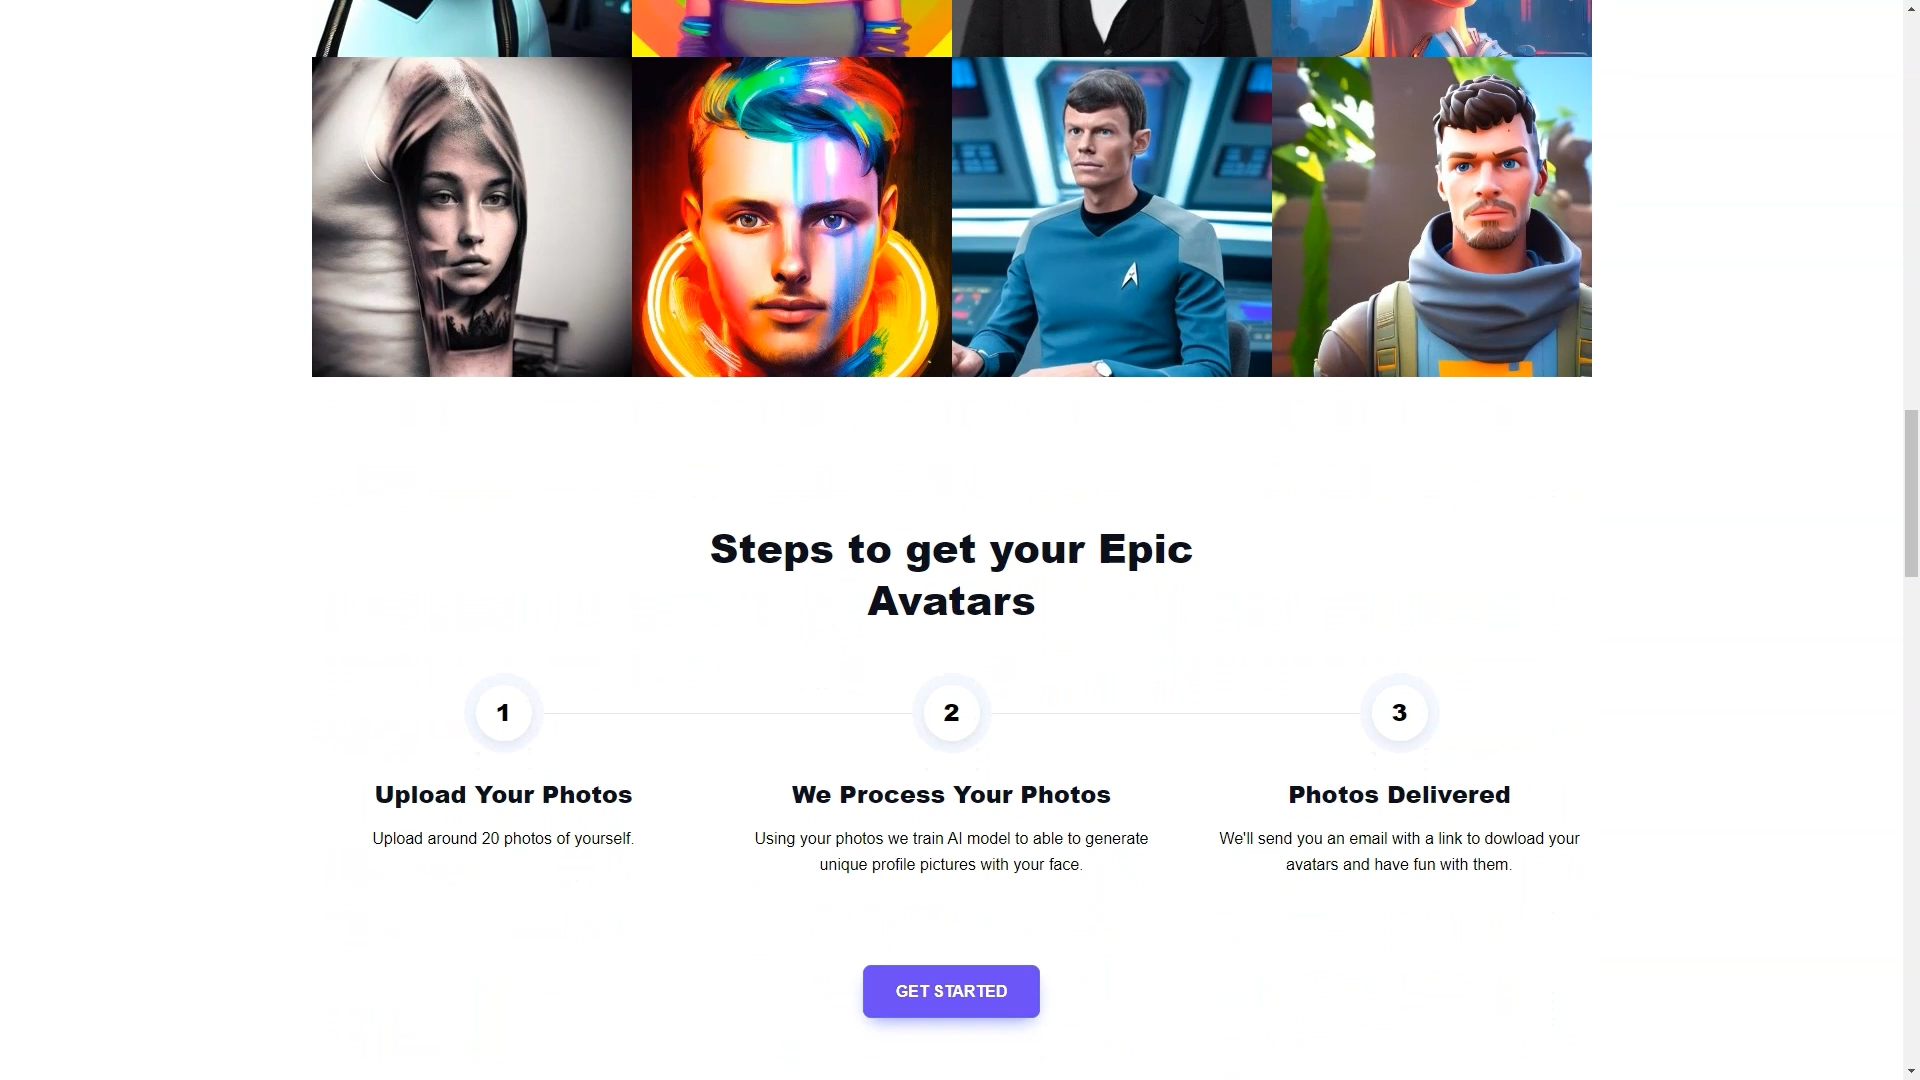 Steps to get your Epic
Avatars
1
2
3
Upload Your Photos
We Process Your Photos
Photos Delivered
Upload around 20 photos of yourself.
Using your photos we train AI model to able to generate
unique profile pictures with your face.
We'll send you an email with a link to dowload your
avatars and have fun with them.
GET STARTED